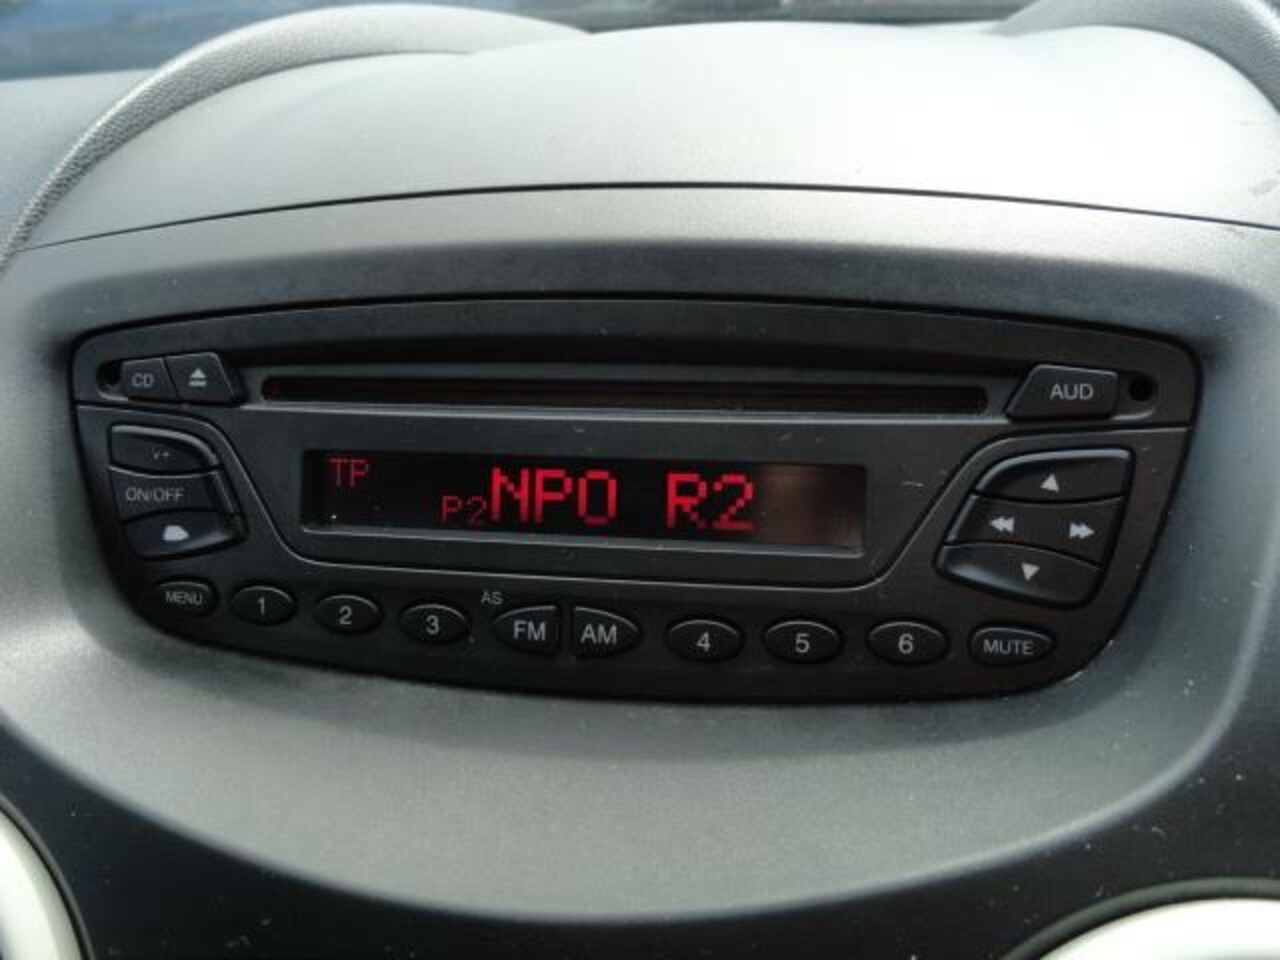 CD AUD
V+
TP
ON/OFF P2 NPO R2
MENU 1 2 3 AS FM AM 4 5 6 MUTE